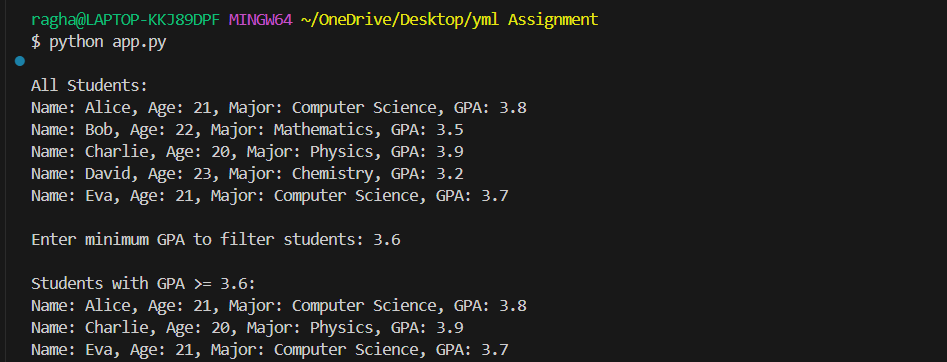 ragha@LAPTOP-KKJ89DPF MINGW64 ~/OneDrive/Desktop/yml Assignment
$ python app.py
All Students:
Name: Alice, Age: 21, Major: Computer Science, GPA: 3.8
Name: Bob, Age: 22, Major: Mathematics, GPA: 3.5
Name: Charlie, Age: 20, Major: Physics, GPA: 3.9
Name: David, Age: 23, Major: Chemistry, GPA: 3.2
Name: Eva, Age: 21, Major: Computer Science, GPA: 3.7
Enter minimum GPA to filter students: 3.6
Students with GPA >= 3.6:
Name: Alice, Age: 21, Major: Computer Science, GPA: 3.8
Name: Charlie, Age: 20, Major: Physics, GPA: 3.9
Name: Eva, Age: 21, Major: Computer Science, GPA: 3.7